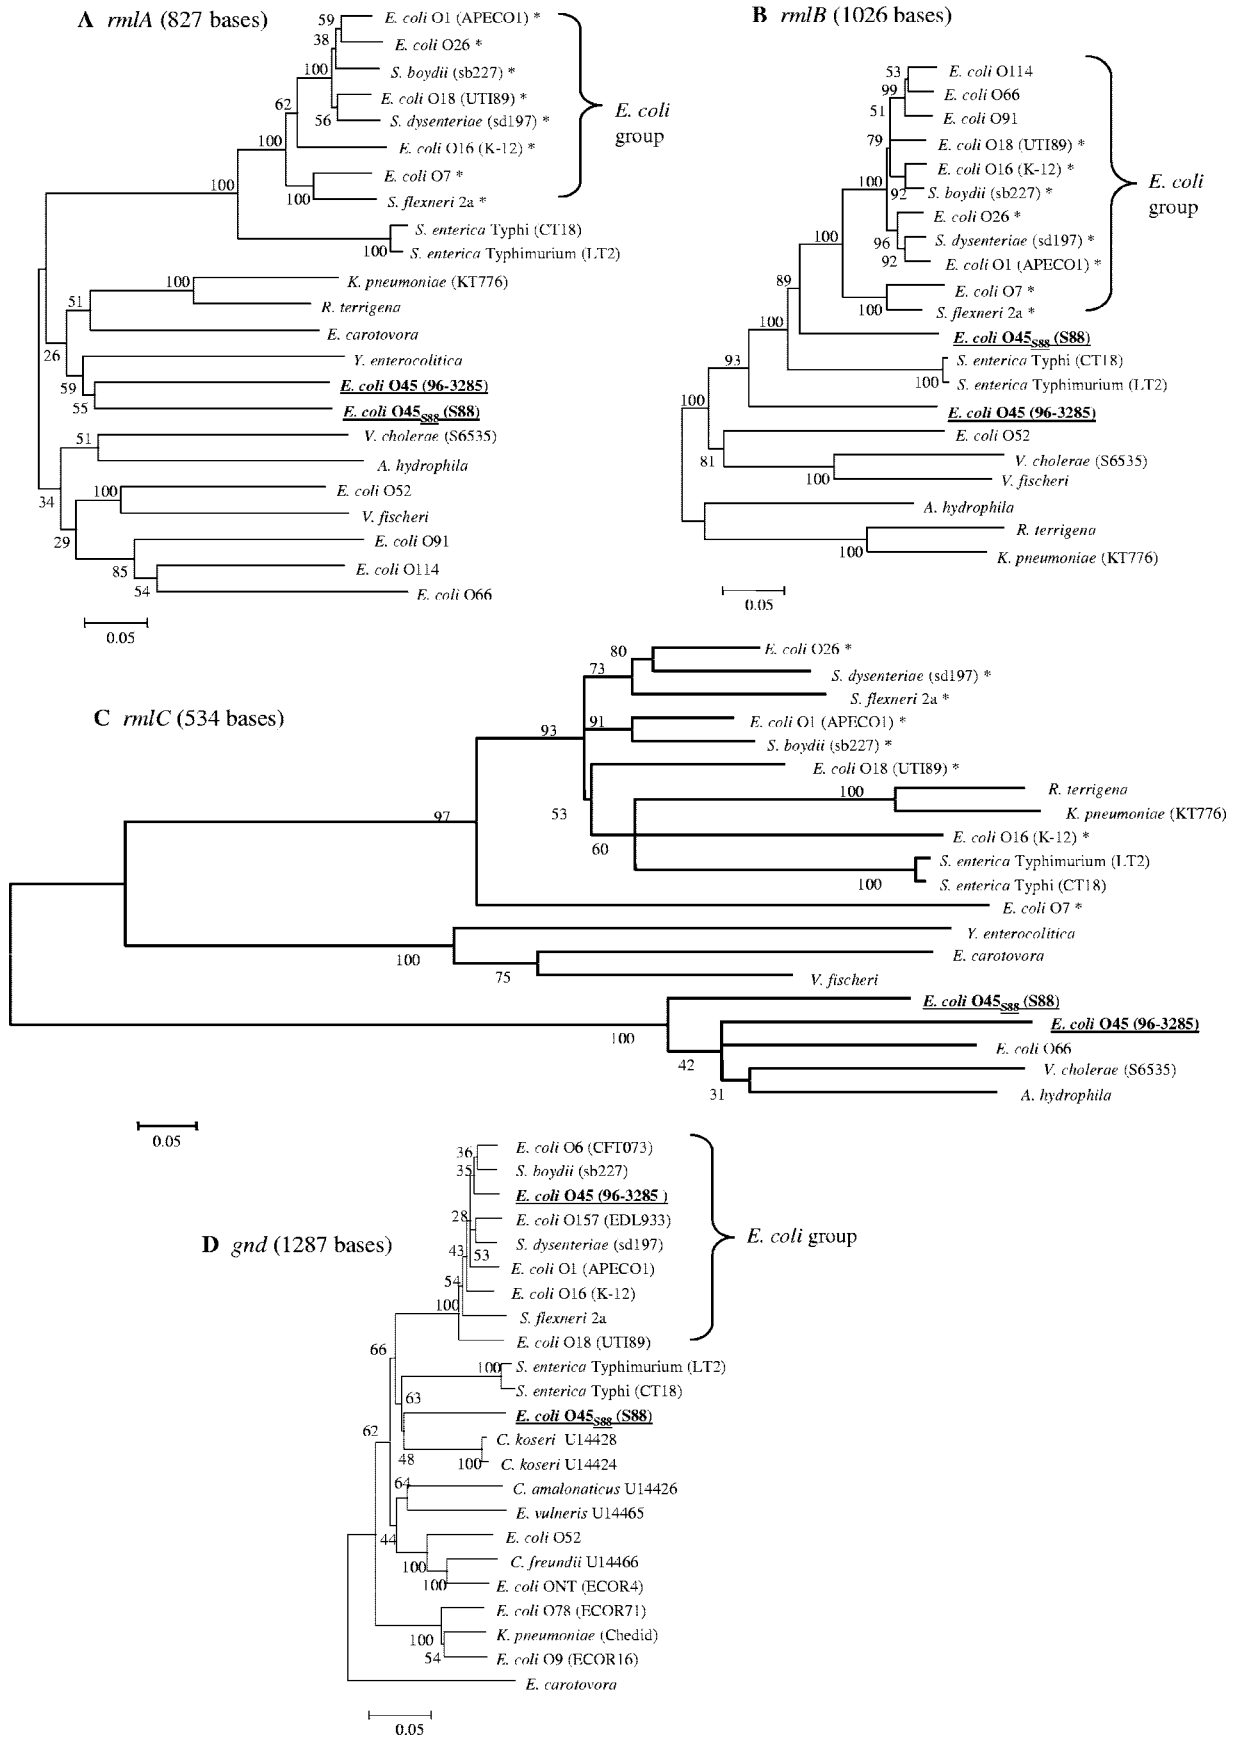 A rmlA (827 bases)
59
E. coli O1 (APECO1) *
38
E. coli O26 *
100
S. boydii (sb227) *
E. coli O18 (UTI89) *
62
56
S. dysenteriae (sd197) *
100
E. coli O16 (K-12) *
E. coli O7 *
100
100
S. flexneri 2a *
E. coli
group
S. enterica Typhi (CT18)
100
S. enterica Typhimurium (LT2)
100
K. pneumoniae (KT776)
51
R. terrigena
E. carotovora
26
Y. enterocolitica
59
E. coli O45 (96-3285)
55
E. coli O45S88 (S88)
51
V. cholerae (S6535)
A. hydrophila
34
100
E. coli O52
V. fischeri
29
E. coli O91
85
E. coli O114
54
E. coli O66
0.05
B rmlB (1026 bases)
53
E. coli O114
99
E. coli O66
51
E. coli O91
79
E. coli O18 (UTI89) *
E. coli O16 (K-12) *
100
92
S. boydii (sb227) *
E. coli O26 *
96
S. dysenteriae (sd197) *
92
E. coli O1 (APECO1) *
100
E. coli O7 *
100
S. flexneri 2a *
E. coli
group
89
100
E. coli O45S88 (S88)
S. enterica Typhi (CT18)
100
S. enterica Typhimurium (LT2)
93
E. coli O45 (96-3285)
100
E. coli O52
81
V. cholerae (S6535)
100
V. fischeri
A. hydrophila
R. terrigena
100
K. pneumoniae (KT776)
0.05
C rmlC (534 bases)
80
E. coli O26 *
73
S. dysenteriae (sd197) *
S. flexneri 2a *
93
91
E. coli O1 (APECO1) *
S. boydii (sb227) *
E. coli O18 (UTI89) *
100
R. terrigena
97
53
K. pneumoniae (KT776)
60
E. coli O16 (K-12) *
S. enterica Typhimurium (LT2)
100
S. enterica Typhi (CT18)
E. coli O7 *
Y. enterocolitica
100
E. carotovora
75
V. fischeri
E. coli O45S88 (S88)
100
E. coli O45 (96-3285)
42
E. coli O66
V. cholerae (S6535)
31
A. hydrophila
0.05
D gnd (1287 bases)
36
E. coli O6 (CFT073)
35
S. boydii (sb227)
E. coli O45 (96-3285 )
28
E. coli O157 (EDL933)
43
53
S. dysenteriae (sd197)
E. coli O1 (APECO1)
54
E. coli O16 (K-12)
100
S. flexneri 2a
E. coli O18 (UTI89)
E. coli group
66
100
S. enterica Typhimurium (LT2)
S. enterica Typhi (CT18)
63
E. coli O45S88 (S88)
62
C. koseri U14428
48
100
C. koseri U14424
64
C. amalonaticus U14426
E. vulneris U14465
44
E. coli O52
100
C. freundii U14466
100
E. coli ONT (ECOR4)
E. coli O78 (ECOR71)
100
K. pneumoniae (Chedid)
54
E. coli O9 (ECOR16)
E. carotovora
0.05